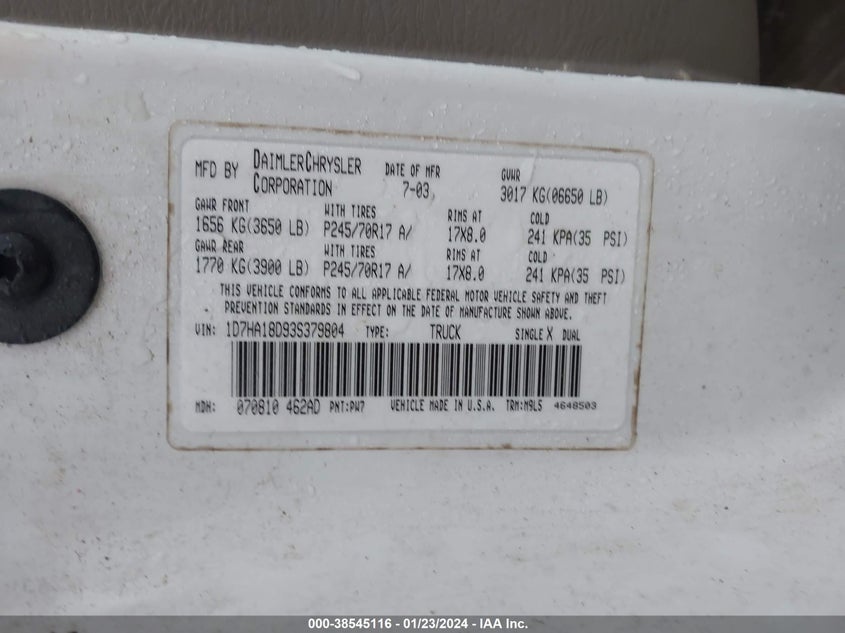 MFD BY DAIMLERCHRYSLER CORPORATION DATE OF MFR 7-03 GVWR 3017 KG(06650 LB)
GAWR FRONT WITH TIRES RIMS AT COLD
1656 KG(3650 LB) P245/70R17 A/ 17X8.0 241 KPA(35 PSI)
GAWR REAR WITH TIRES RIMS AT COLD
1770 KG(3900 LB) P245/70R17 A/ 17X8.0 241 KPA(35 PSI)
THIS VEHICLE CONFORMS TO ALL APPLICABLE FEDERAL MOTOR VEHICLE SAFETY AND THEFT
PREVENTION STANDARDS IN EFFECT ON THE DATE OF MANUFACTURE SHOWN ABOVE.
VIN: 1D7HA18D93S379804 TYPE: TRUCK SINGLE X DUAL
MDH: 070810 462AD PNT:PW7 VEHICLE MADE IN U.S.A. TRM:M9L5 4648503
000-38545116 - 01/23/2024 - IAA Inc.